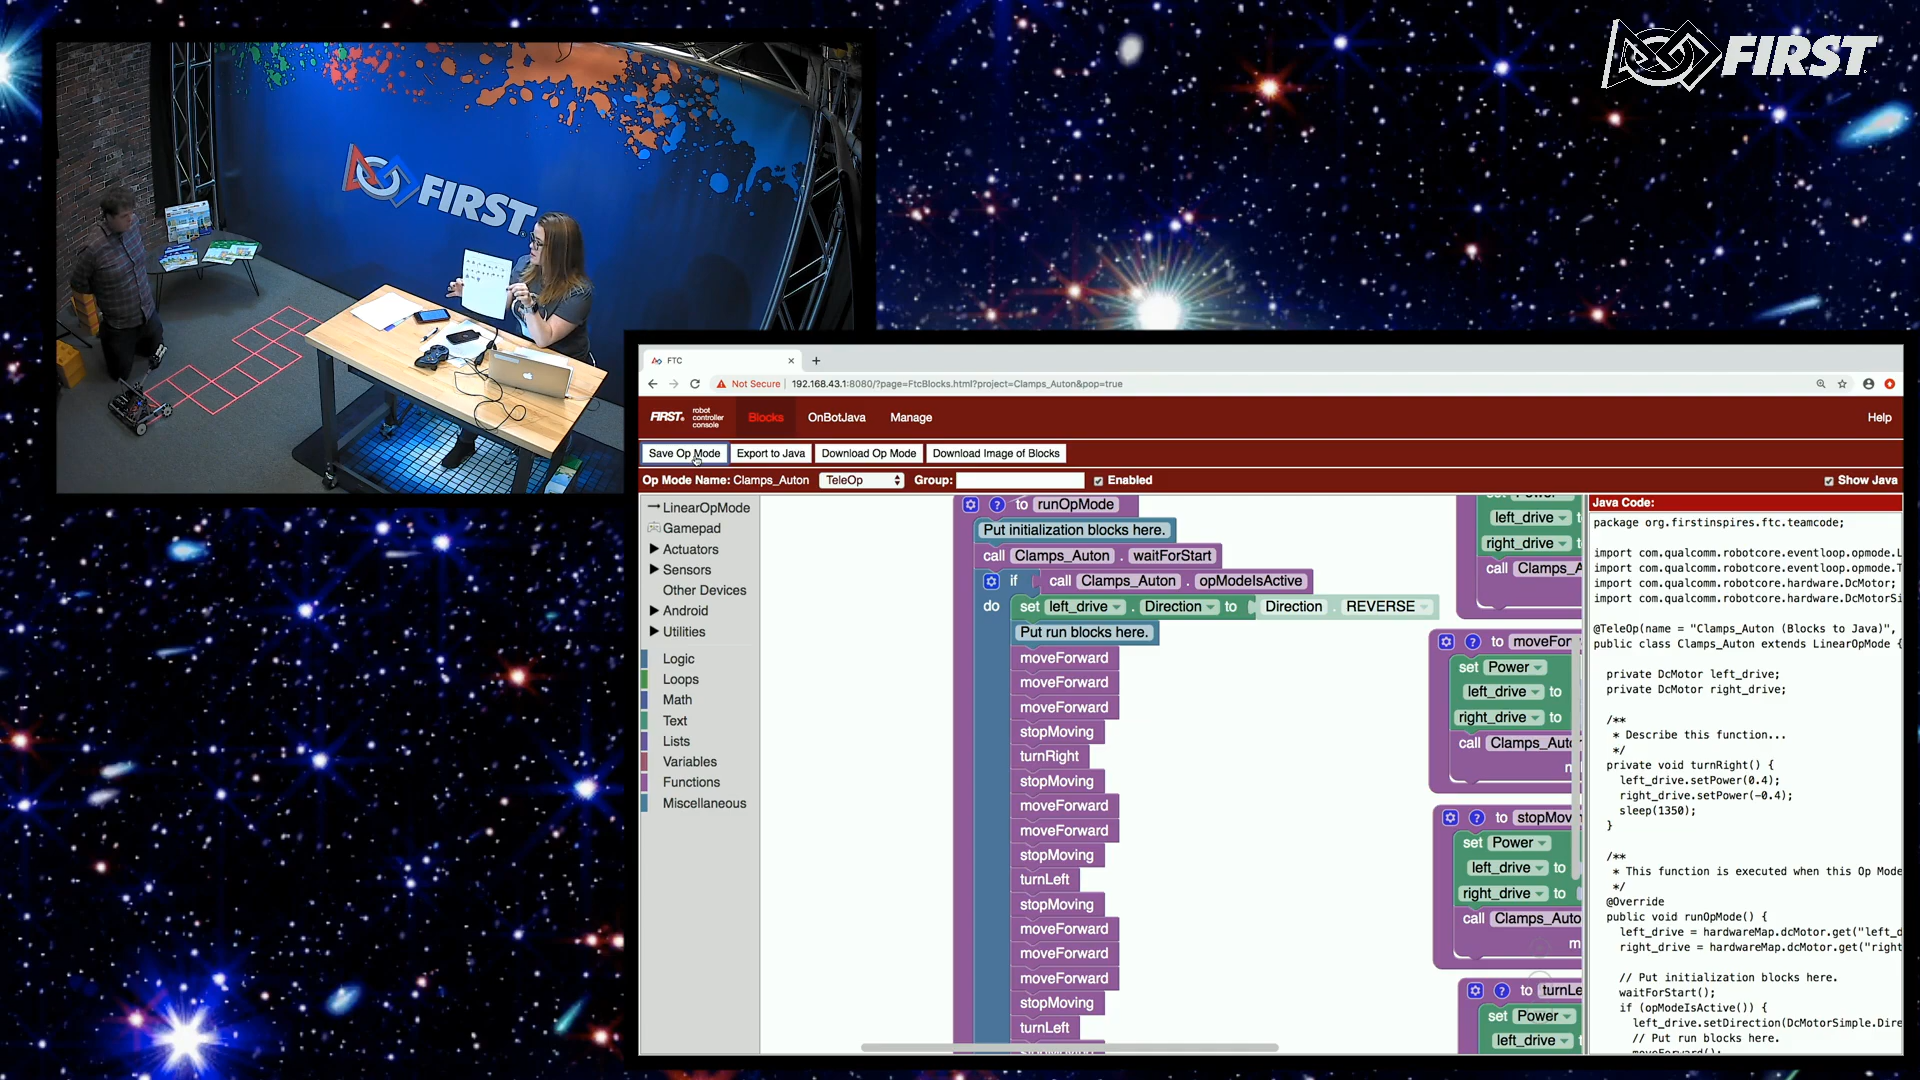 FIRST
FIRST
FTC
Not Secure 192.168.43.1:8080/?page=FtcBlocks.html?project=Clamps_Auton&pop=true
FIRST robot controller console Blocks OnBotJava Manage Help
Save Op Mode Export to Java Download Op Mode Download Image of Blocks
Op Mode Name: Clamps_Auton TeleOp Group: Enabled Show Java
LinearOpMode
Gamepad
Actuators
Sensors
Other Devices
Android
Utilities
Logic
Loops
Math
Text
Lists
Variables
Functions
Miscellaneous
to runOpMode
Put initialization blocks here.
call Clamps_Auton . waitForStart
if call Clamps_Auton . opModeIsActive
do set left_drive . Direction to Direction . REVERSE
Put run blocks here.
moveForward
moveForward
moveForward
stopMoving
turnRight
stopMoving
moveForward
moveForward
stopMoving
turnLeft
stopMoving
moveForward
moveForward
moveForward
stopMoving
turnLeft
left_drive
right_drive
call Clamps_A
to moveFor
set Power
left_drive to
right_drive to
call Clamps_Auto
to stopMov
set Power
left_drive to
right_drive to
call Clamps_Auto
to turnLe
set Power
left_drive to
Java Code:
package org.firstinspires.ftc.teamcode;
import com.qualcomm.robotcore.eventloop.opmode.L
import com.qualcomm.robotcore.eventloop.opmode.T
import com.qualcomm.robotcore.hardware.DcMotor;
import com.qualcomm.robotcore.hardware.DcMotorSi
@TeleOp(name = "Clamps_Auton (Blocks to Java)",
public class Clamps_Auton extends LinearOpMode {
private DcMotor left_drive;
private DcMotor right_drive;
/**
* Describe this function...
*/
private void turnRight() {
left_drive.setPower(0.4);
right_drive.setPower(-0.4);
sleep(1350);
}
/**
* This function is executed when this Op Mode
*/
@Override
public void runOpMode() {
left_drive = hardwareMap.dcMotor.get("left_d
right_drive = hardwareMap.dcMotor.get("right
// Put initialization blocks here.
waitForStart();
if (opModeIsActive()) {
left_drive.setDirection(DcMotorSimple.Dire
// Put run blocks here.